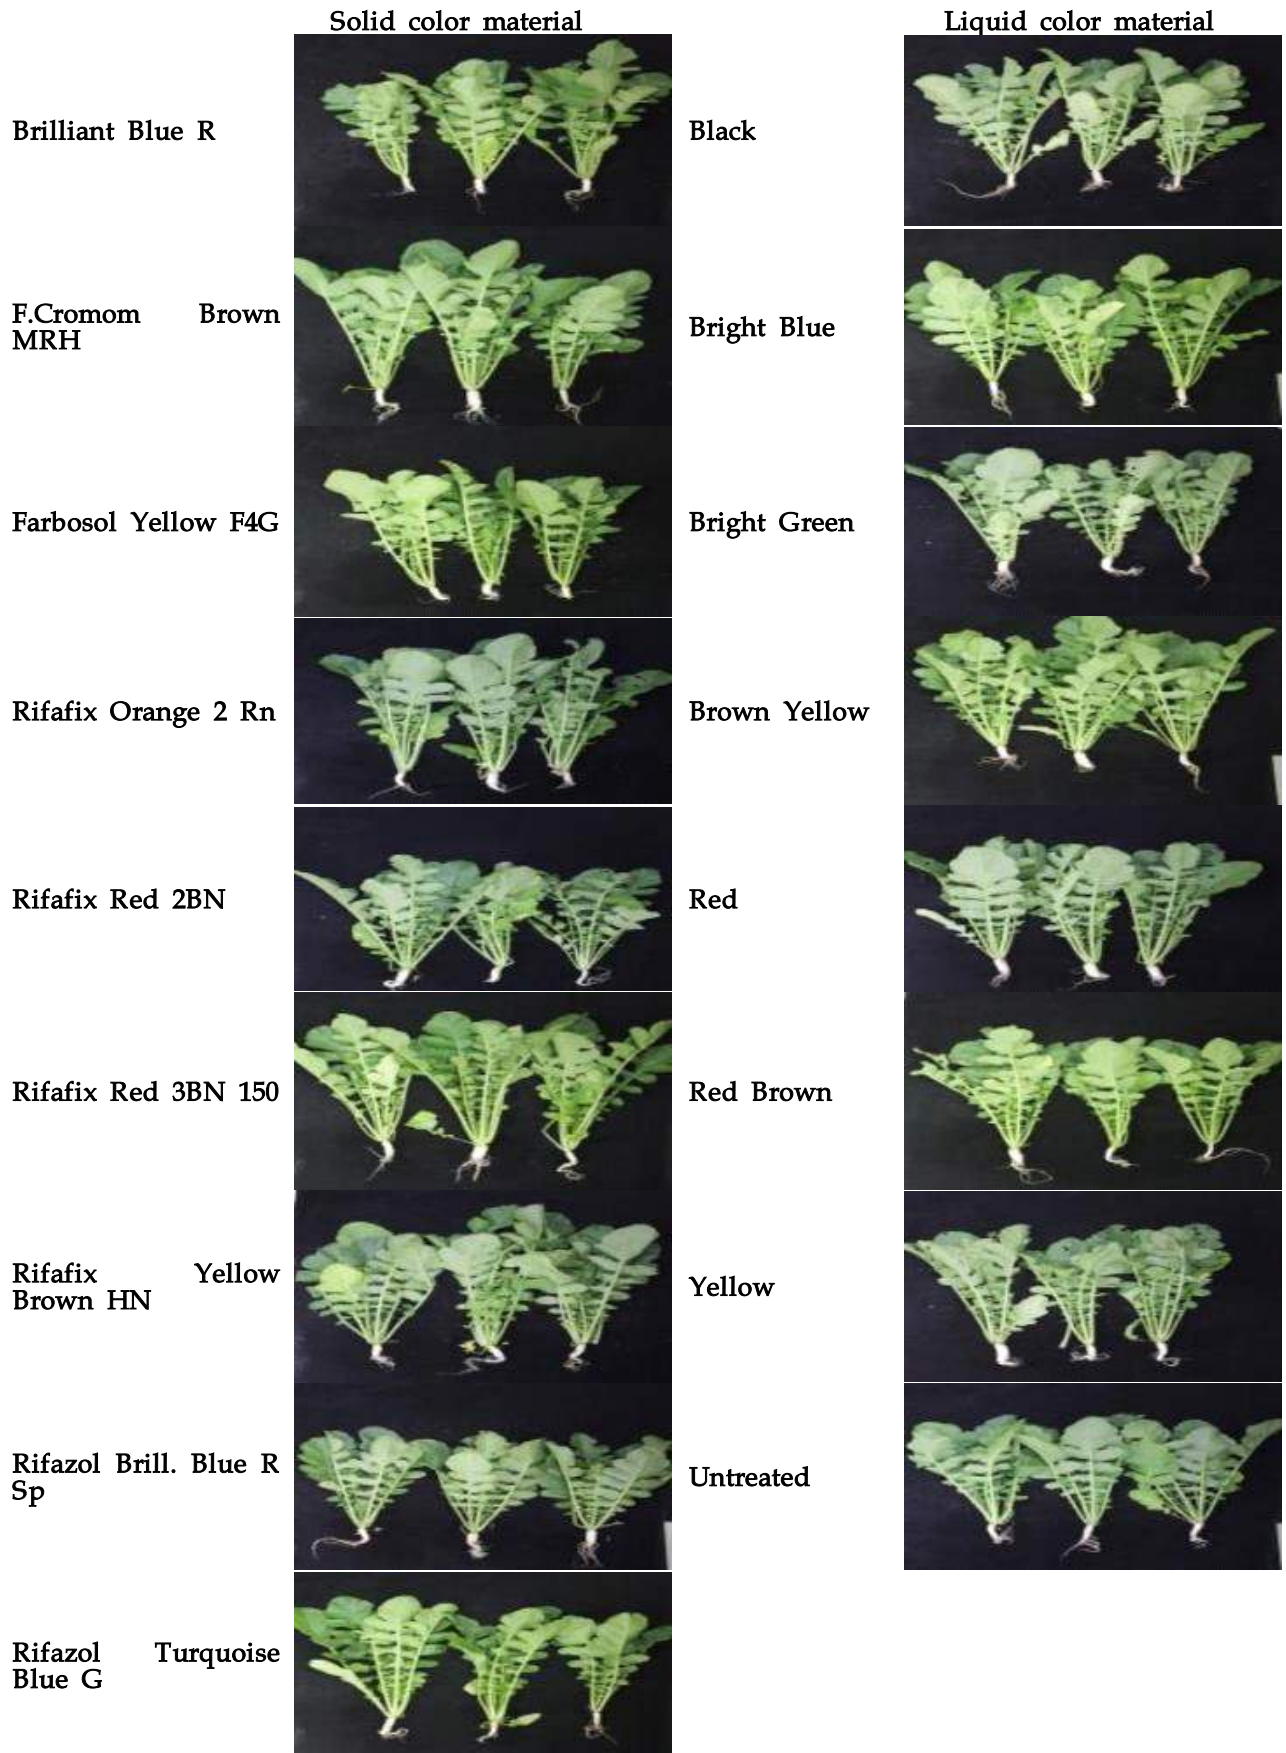 Solid color material
Liquid color material
Brilliant Blue R
Black
F.Cromom Brown
MRH
Bright Blue
Farbosol Yellow F4G
Bright Green
Rifafix Orange 2 Rn
Brown Yellow
Rifafix Red 2BN
Red
Rifafix Red 3BN 150
Red Brown
Rifafix Yellow
Brown HN
Yellow
Rifazol Brill. Blue R
Sp
Untreated
Rifazol Turquoise
Blue G